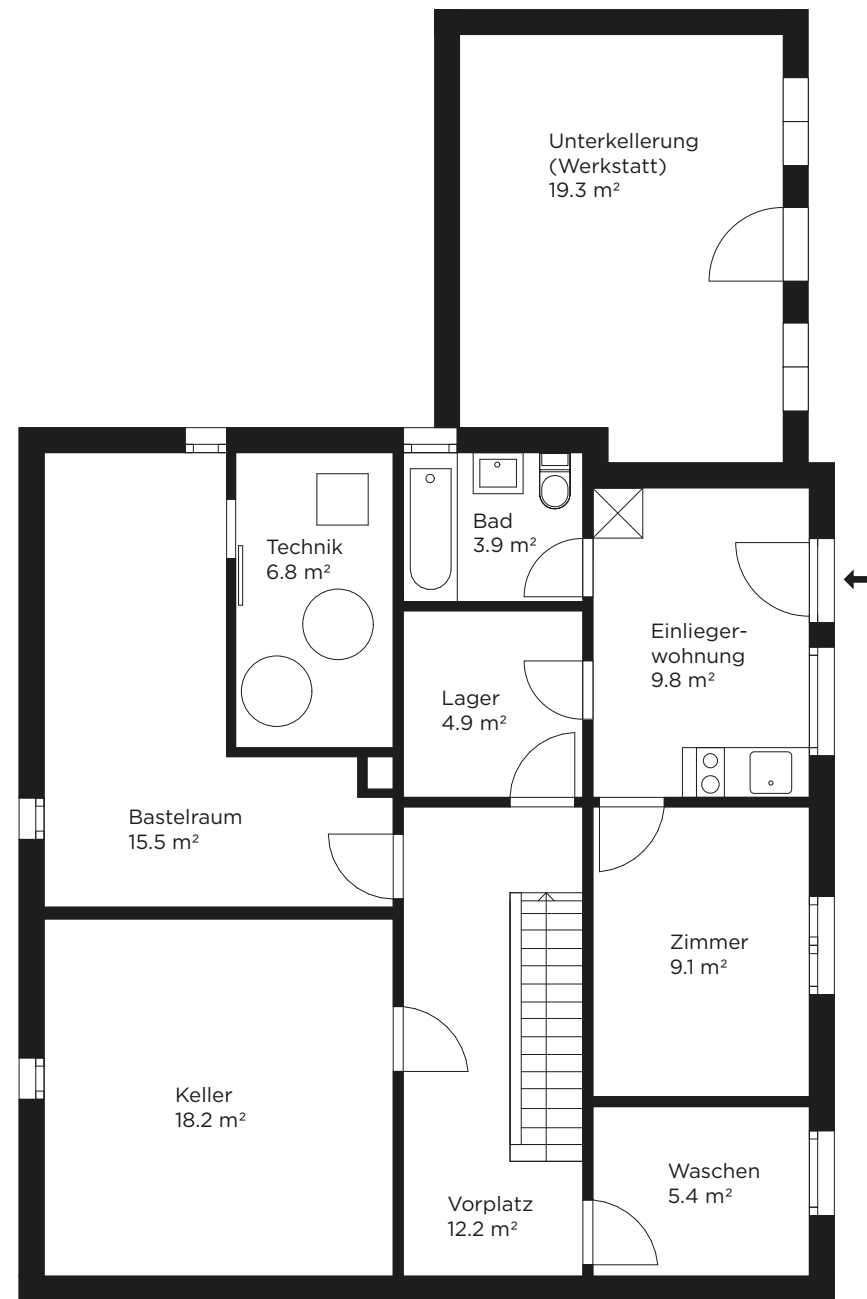 Unterkellerung
(Werkstatt)
19.3 m²
Bad
3.9 m²
Technik
6.8 m²
Einlieger-
wohnung
9.8 m²
Lager
4.9 m²
Bastelraum
15.5 m²
Zimmer
9.1 m²
Keller
18.2 m²
Waschen
5.4 m²
Vorplatz
12.2 m²